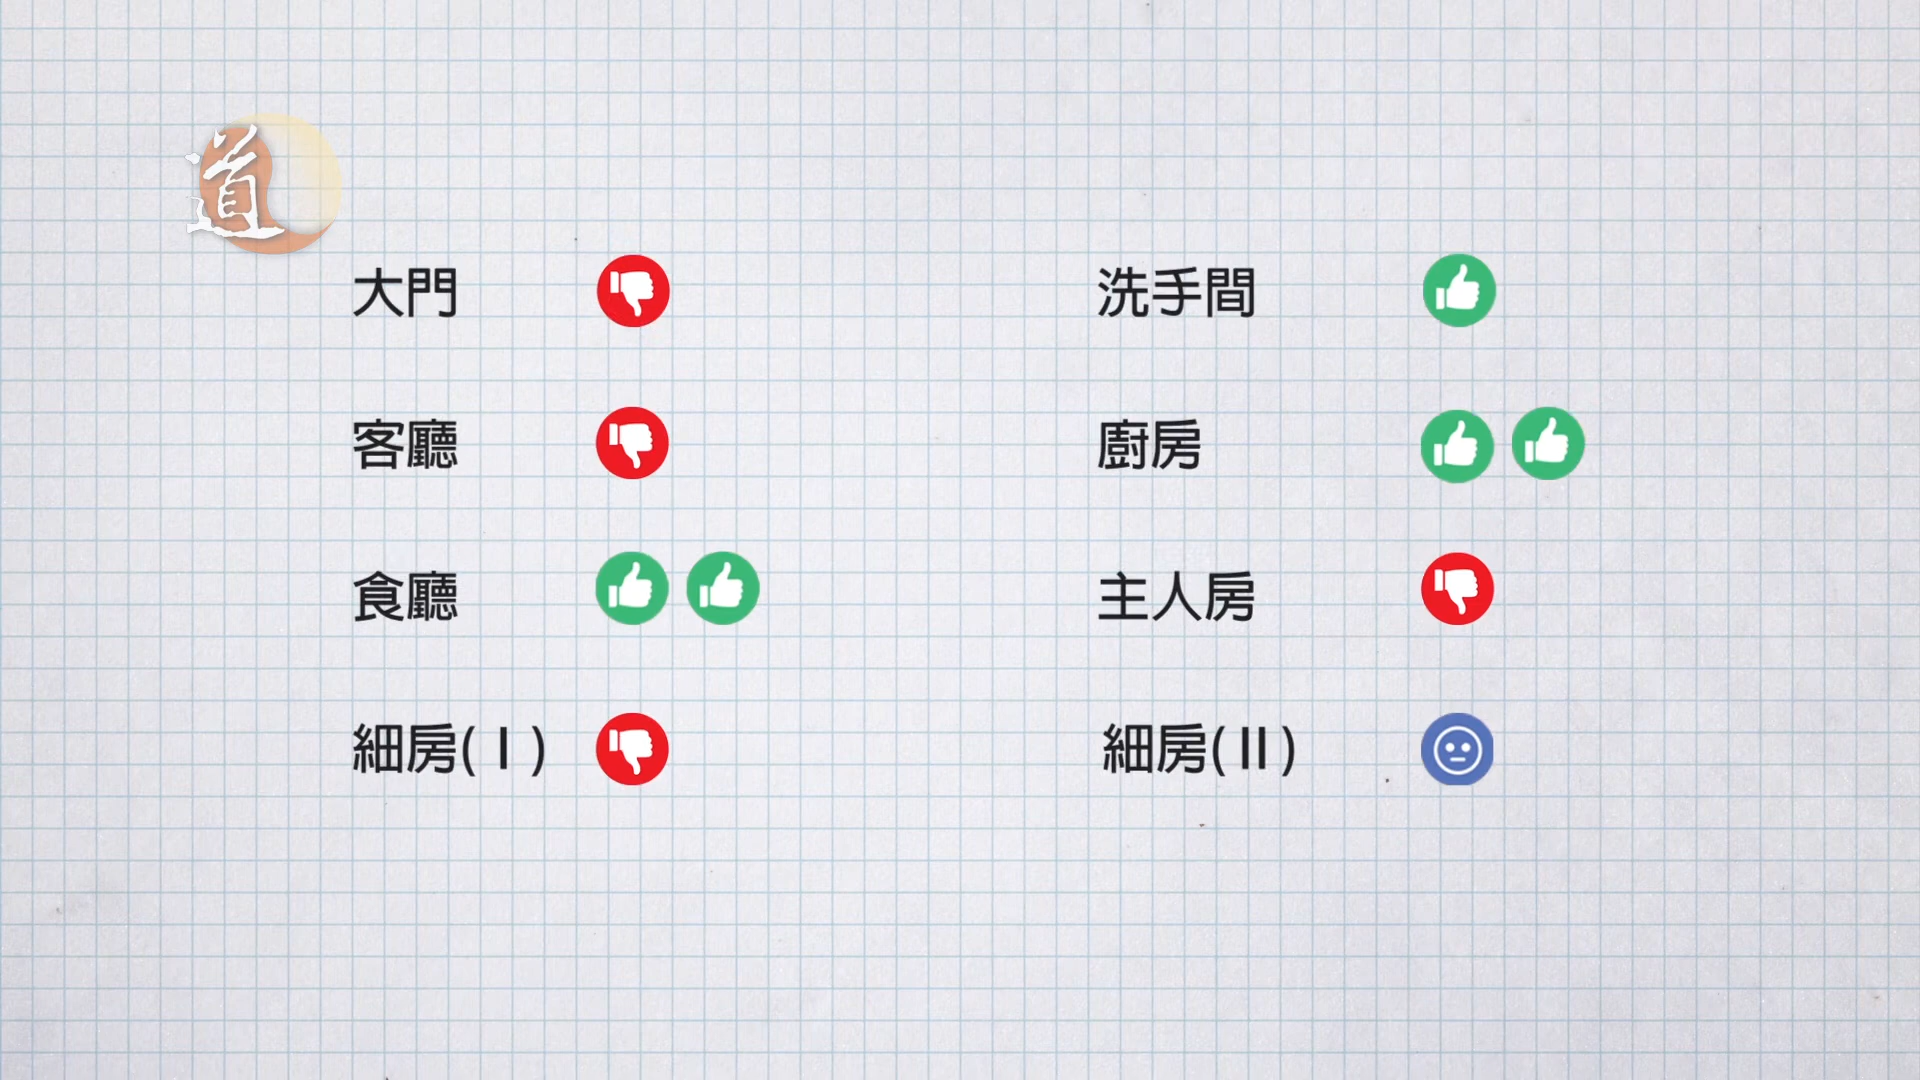 道
大門
洗手間
客廳
廚房
食廳
主人房
細房(I)
細房(II)